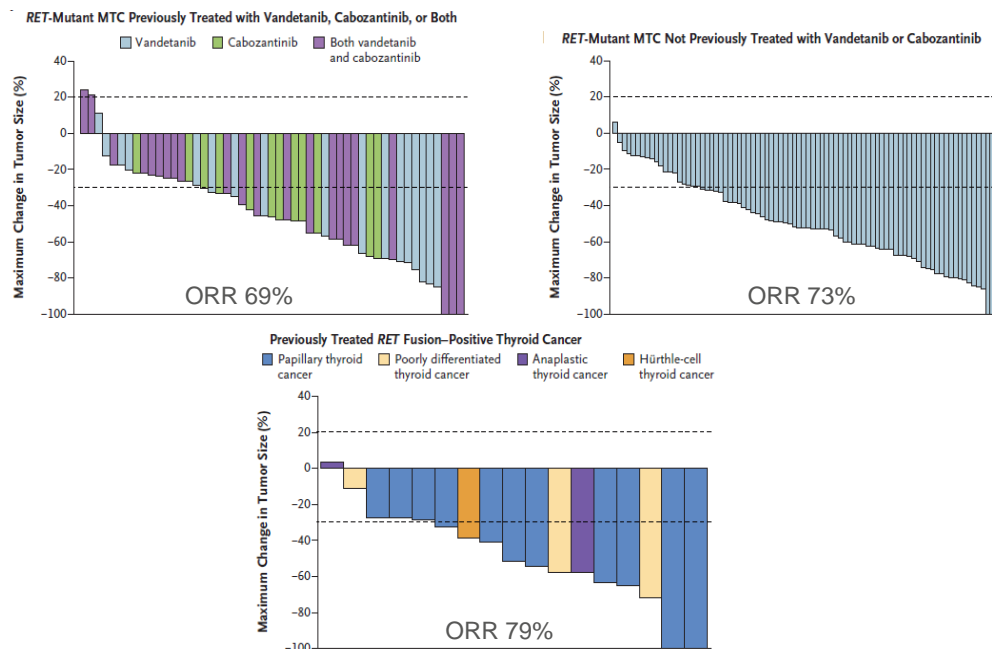 RET-Mutant MTC Previously Treated with Vandetanib, Cabozantinib, or Both
Vandetanib
Cabozantinib
Both vandetanib
and cabozantinib
Maximum Change in Tumor Size (%)
40
20
0
−20
−40
−60
−80
−100
ORR 69%
RET-Mutant MTC Not Previously Treated with Vandetanib or Cabozantinib
Maximum Change in Tumor Size (%)
40
20
0
−20
−40
−60
−80
−100
ORR 73%
Previously Treated RET Fusion–Positive Thyroid Cancer
Papillary thyroid
cancer
Poorly differentiated
thyroid cancer
Anaplastic
thyroid cancer
Hürthle-cell
thyroid cancer
Maximum Change in Tumor Size (%)
40
20
0
−20
−40
−60
−80
−100
ORR 79%